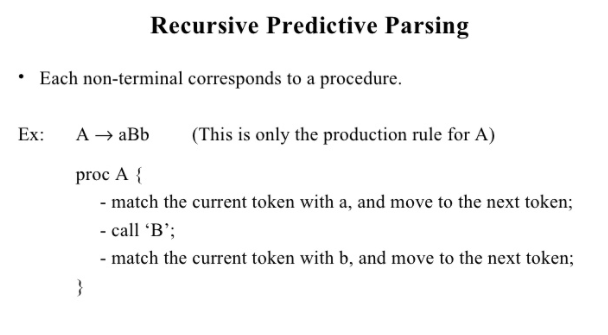 Recursive Predictive Parsing
• Each non-terminal corresponds to a procedure.
Ex: A → aBb (This is only the production rule for A)
proc A {
- match the current token with a, and move to the next token;
- call ‘B’;
- match the current token with b, and move to the next token;
}